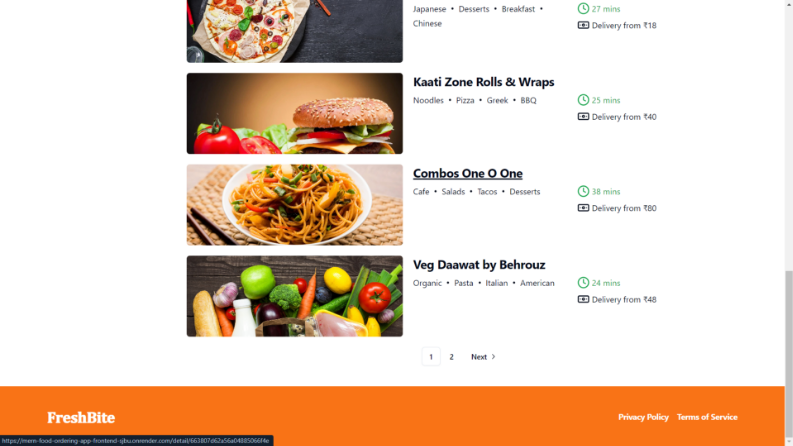 Japanese • Desserts • Breakfast •
Chinese
27 mins
Delivery from ₹18
Kaati Zone Rolls & Wraps
Noodles • Pizza • Greek • BBQ
25 mins
Delivery from ₹40
Combos One O One
Cafe • Salads • Tacos • Desserts
38 mins
Delivery from ₹80
Veg Daawat by Behrouz
Organic • Pasta • Italian • American
24 mins
Delivery from ₹48
1 2 Next
FreshBite
Privacy Policy Terms of Service
https://mern-food-ordering-app-frontend-sjbu.onrender.com/detail/663807d62a56a04885066f4e